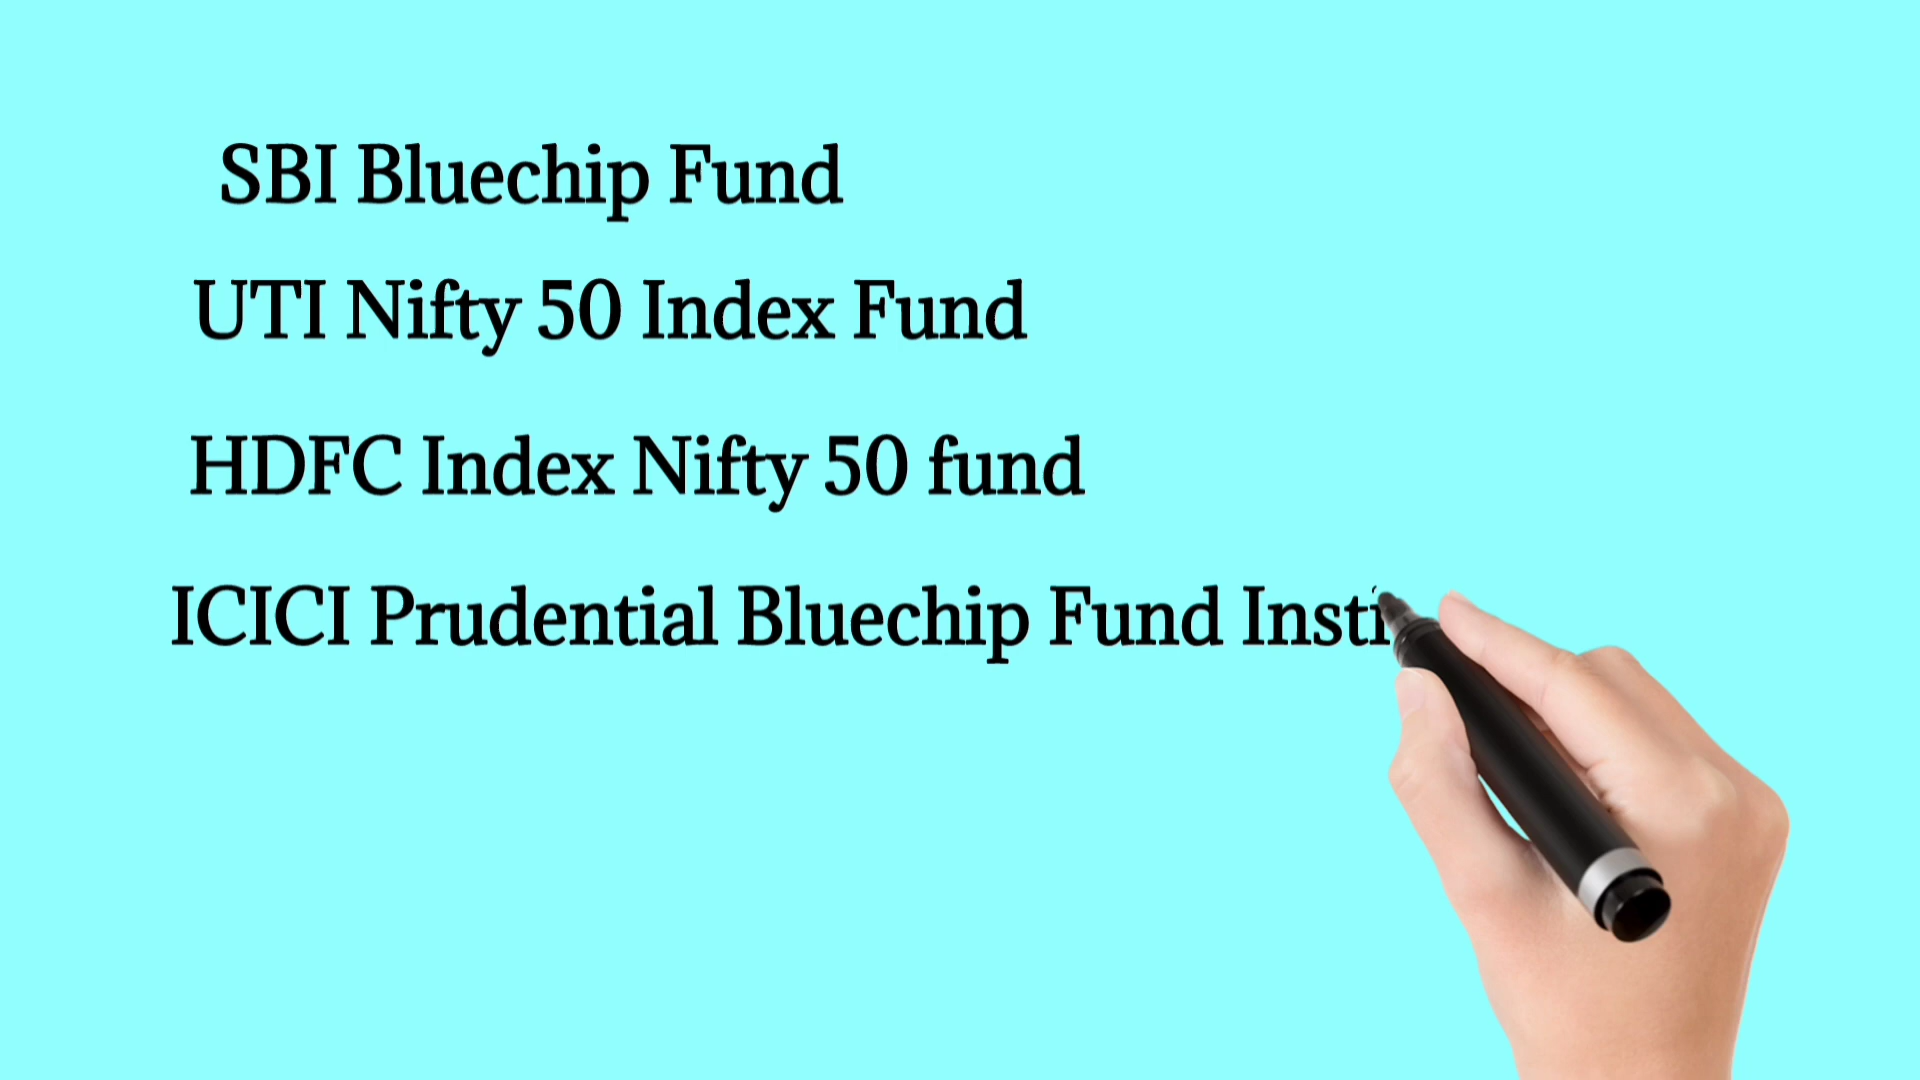 SBI Bluechip Fund
UTI Nifty 50 Index Fund
HDFC Index Nifty 50 fund
ICICI Prudential Bluechip Fund Insti